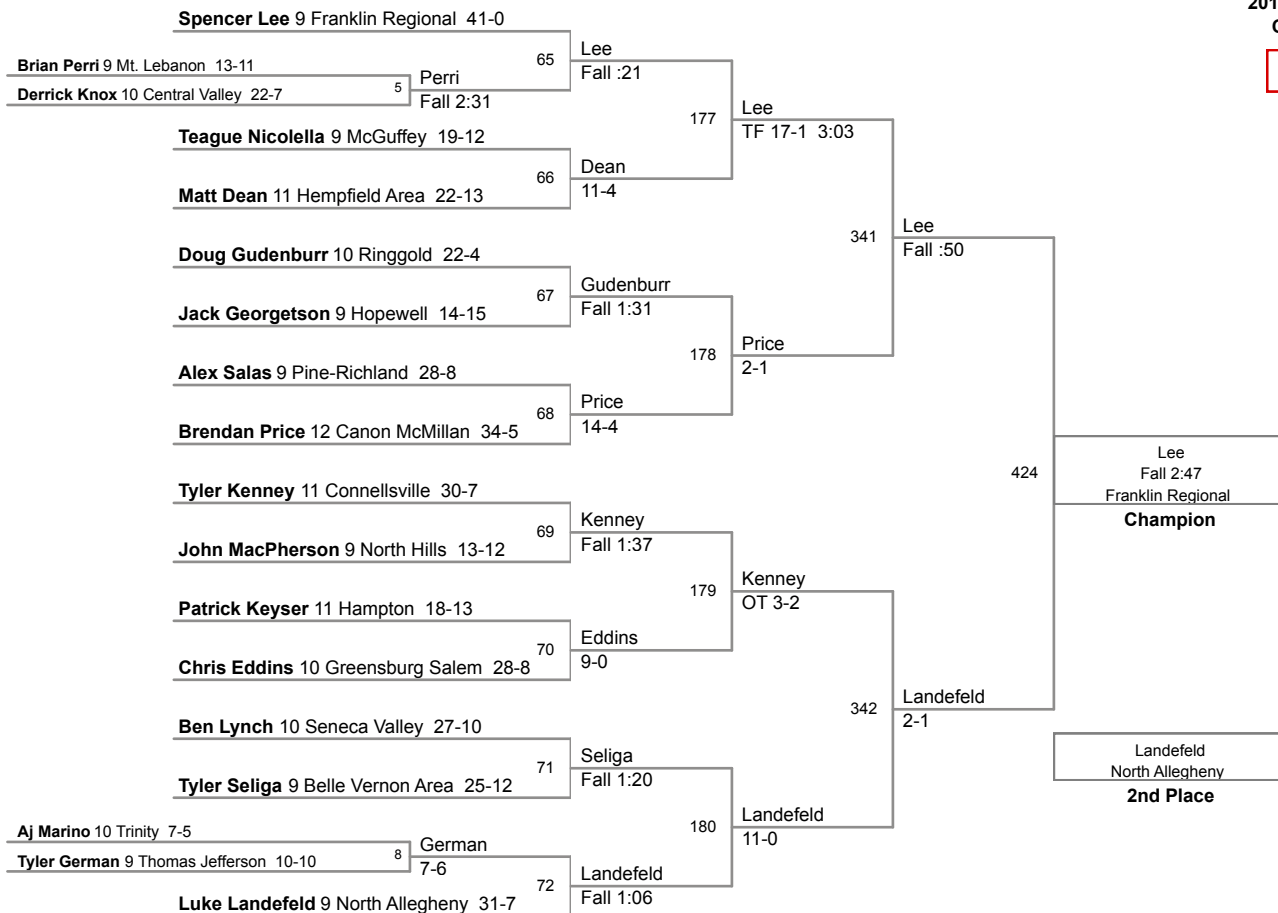 201
Spencer Lee 9 Franklin Regional 41-0
Brian Perri 9 Mt. Lebanon 13-11
Derrick Knox 10 Central Valley 22-7
5
Perri
Fall 2:31
65
Lee
Fall :21
Teague Nicolella 9 McGuffey 19-12
Matt Dean 11 Hempfield Area 22-13
66
Dean
11-4
177
Lee
TF 17-1 3:03
Doug Gudenburr 10 Ringgold 22-4
Jack Georgetson 9 Hopewell 14-15
67
Gudenburr
Fall 1:31
Alex Salas 9 Pine-Richland 28-8
Brendan Price 12 Canon McMillan 34-5
68
Price
14-4
178
Price
2-1
341
Lee
Fall :50
Tyler Kenney 11 Connellsville 30-7
John MacPherson 9 North Hills 13-12
69
Kenney
Fall 1:37
Patrick Keyser 11 Hampton 18-13
Chris Eddins 10 Greensburg Salem 28-8
70
Eddins
9-0
179
Kenney
OT 3-2
Ben Lynch 10 Seneca Valley 27-10
Tyler Seliga 9 Belle Vernon Area 25-12
71
Seliga
Fall 1:20
Aj Marino 10 Trinity 7-5
Tyler German 9 Thomas Jefferson 10-10
8
German
7-6
Luke Landefeld 9 North Allegheny 31-7
72
Landefeld
Fall 1:06
180
Landefeld
11-0
342
Landefeld
2-1
424
Lee
Fall 2:47
Franklin Regional
Champion
Landefeld
North Allegheny
2nd Place